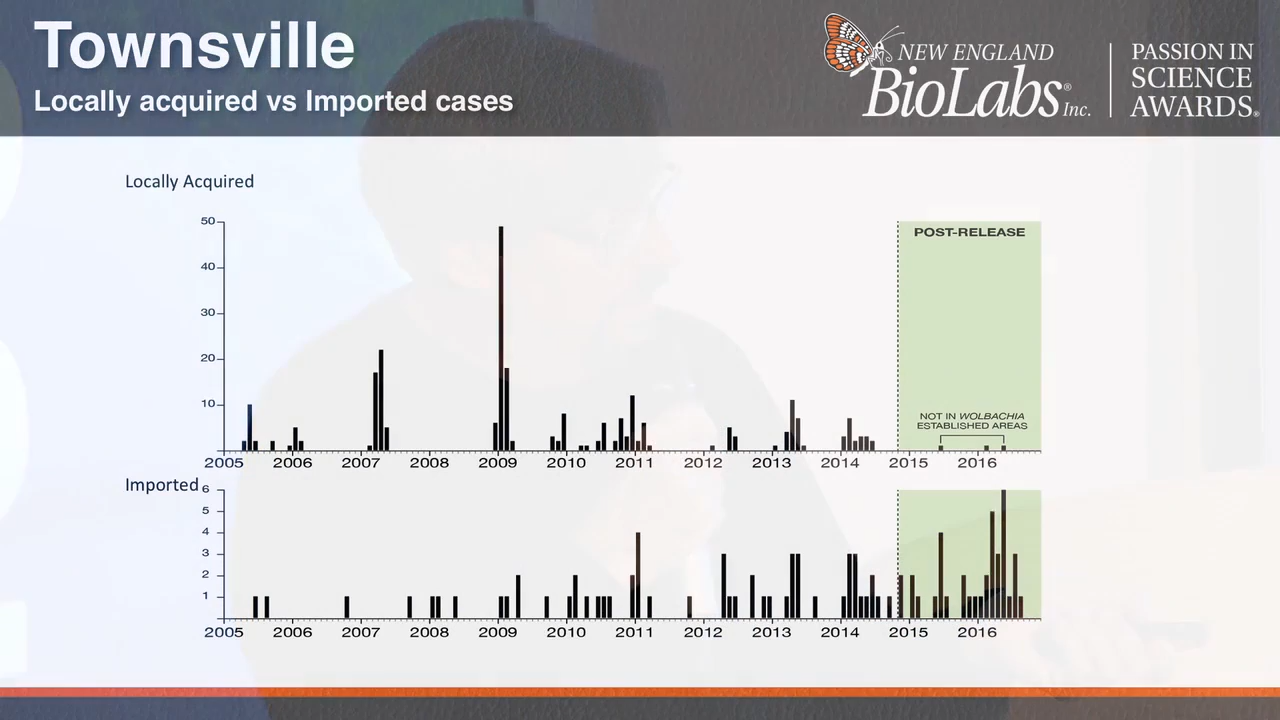 Townsville
Locally acquired vs Imported cases
NEW ENGLAND
BioLabs® Inc.
PASSION IN
SCIENCE
AWARDS®
Locally Acquired
50
40
30
20
10
POST-RELEASE
NOT IN WOLBACHIA
ESTABLISHED AREAS
2005 2006 2007 2008 2009 2010 2011 2012 2013 2014 2015 2016
Imported
6
5
4
3
2
1
2005 2006 2007 2008 2009 2010 2011 2012 2013 2014 2015 2016